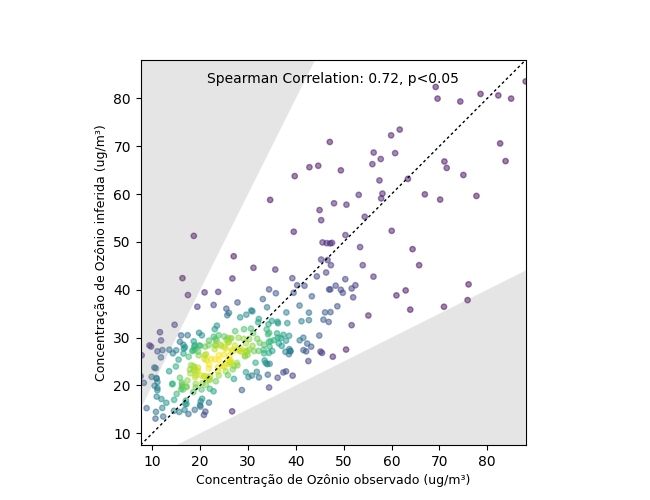 Spearman Correlation: 0.72, p<0.05
Concentração de Ozônio inferida (ug/m³)
80
70
60
50
40
30
20
10
10 20 30 40 50 60 70 80
Concentração de Ozônio observado (ug/m³)